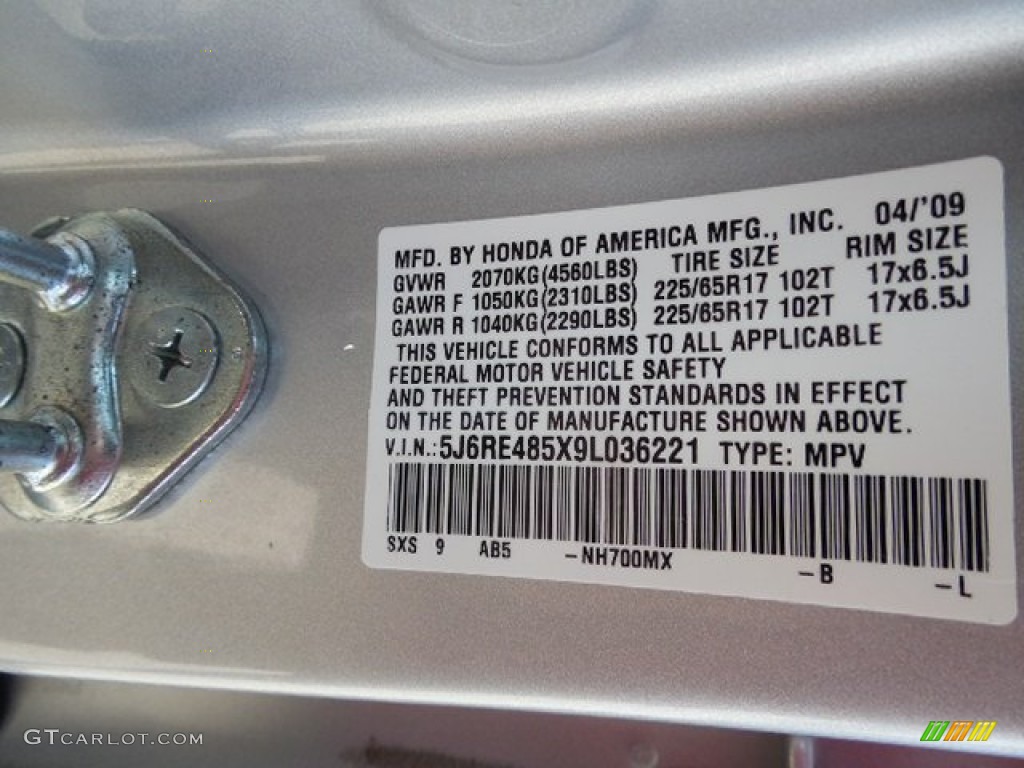 MFD. BY HONDA OF AMERICA MFG., INC. 04/'09
GVWR 2070KG(4560LBS) TIRE SIZE RIM SIZE
GAWR F 1050KG(2310LBS) 225/65R17 102T 17x6.5J
GAWR R 1040KG(2290LBS) 225/65R17 102T 17x6.5J
THIS VEHICLE CONFORMS TO ALL APPLICABLE
FEDERAL MOTOR VEHICLE SAFETY
AND THEFT PREVENTION STANDARDS IN EFFECT
ON THE DATE OF MANUFACTURE SHOWN ABOVE.
V.I.N.:5J6RE485X9L036221 TYPE: MPV
SXS 9 AB5 -NH700MX -B -L
GTCARLOT.COM